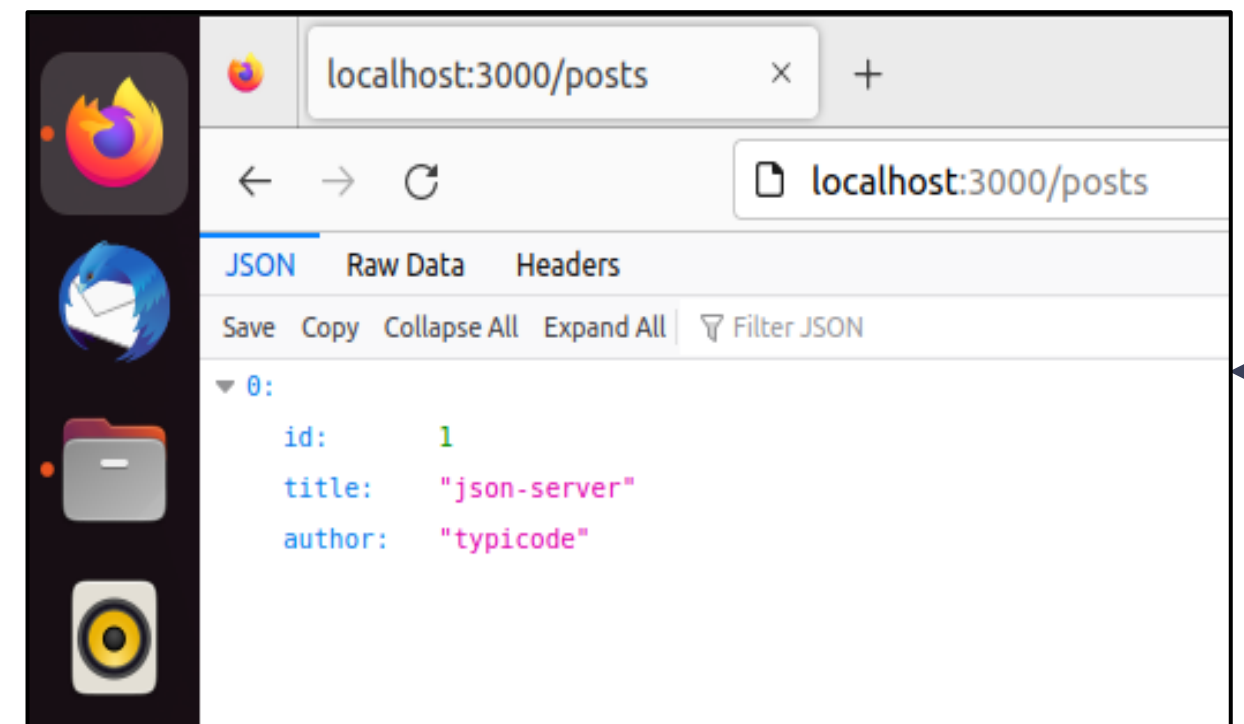 localhost:3000/posts
localhost:3000/posts
JSON Raw Data Headers
Save Copy Collapse All Expand All Filter JSON
0:
id: 1
title: "json-server"
author: "typicode"